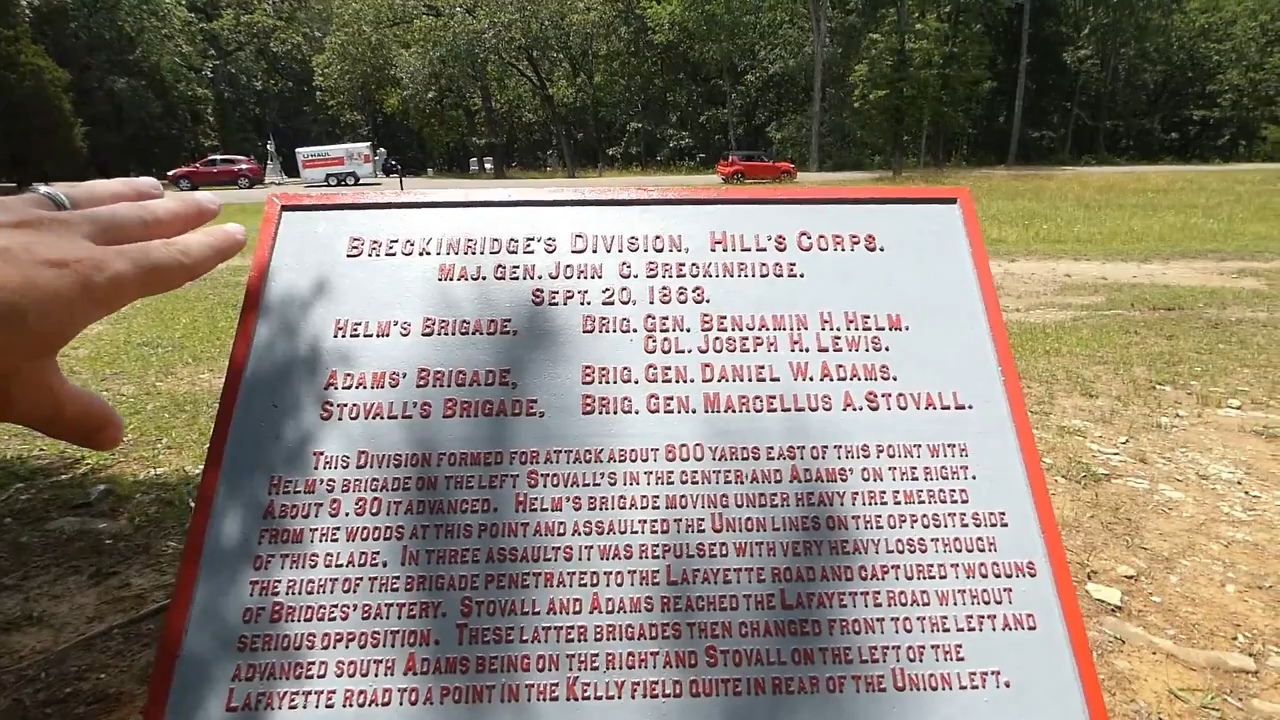 U-HAUL
BRECKINRIDGE'S DIVISION, HILL'S CORPS.
MAJ. GEN. JOHN C. BRECKINRIDGE.
SEPT. 20, 1863.
HELM'S BRIGADE, BRIG. GEN. BENJAMIN H. HELM.
COL. JOSEPH H. LEWIS.
ADAMS' BRIGADE, BRIG. GEN. DANIEL W. ADAMS.
STOVALL'S BRIGADE, BRIG. GEN. MARCELLUS A. STOVALL.
THIS DIVISION FORMED FOR ATTACK ABOUT 600 YARDS EAST OF THIS POINT WITH
HELM'S BRIGADE ON THE LEFT STOVALL'S IN THE CENTER AND ADAMS' ON THE RIGHT.
ABOUT 9.30 IT ADVANCED. HELM'S BRIGADE MOVING UNDER HEAVY FIRE EMERGED
FROM THE WOODS AT THIS POINT AND ASSAULTED THE UNION LINES ON THE OPPOSITE SIDE
OF THIS GLADE. IN THREE ASSAULTS IT WAS REPULSED WITH VERY HEAVY LOSS THOUGH
THE RIGHT OF THE BRIGADE PENETRATED TO THE LAFAYETTE ROAD AND CAPTURED TWO GUNS
OF BRIDGES' BATTERY. STOVALL AND ADAMS REACHED THE LAFAYETTE ROAD WITHOUT
SERIOUS OPPOSITION. THESE LATTER BRIGADES THEN CHANGED FRONT TO THE LEFT AND
ADVANCED SOUTH ADAMS BEING ON THE RIGHT AND STOVALL ON THE LEFT OF THE
LAFAYETTE ROAD TO A POINT IN THE KELLY FIELD QUITE IN REAR OF THE UNION LEFT.